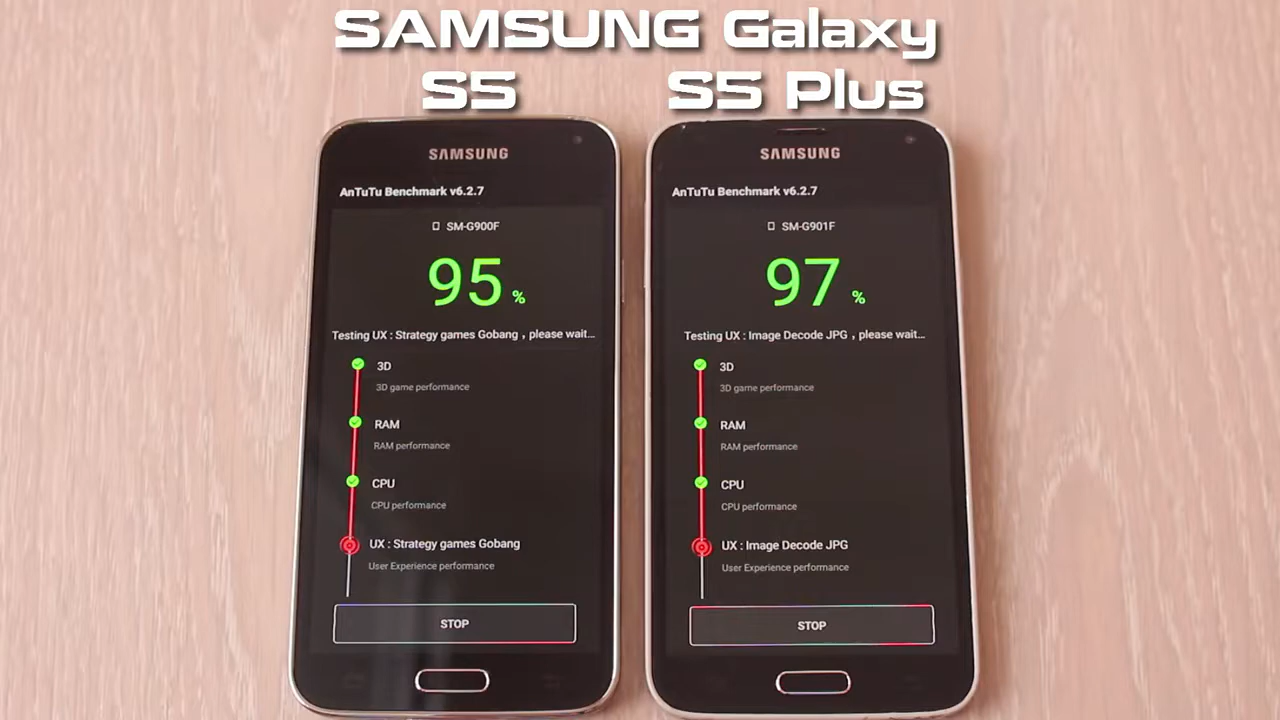 SAMSUNG Galaxy
S5 S5 Plus
SAMSUNG
AnTuTu Benchmark v6.2.7
SM-G900F
95 %
Testing UX : Strategy games Gobang , please wait...
3D
3D game performance
RAM
RAM performance
CPU
CPU performance
UX : Strategy games Gobang
User Experience performance
STOP
SAMSUNG
AnTuTu Benchmark v6.2.7
SM-G901F
97 %
Testing UX : Image Decode JPG , please wait...
3D
3D game performance
RAM
RAM performance
CPU
CPU performance
UX : Image Decode JPG
User Experience performance
STOP